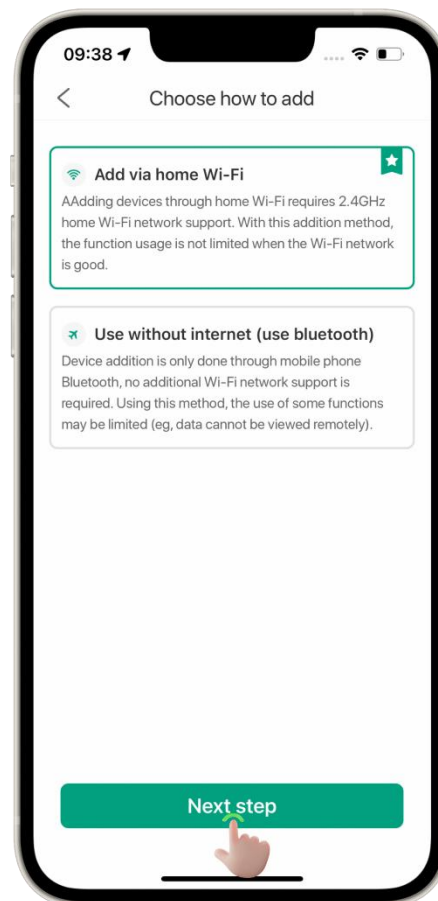 09:38
Choose how to add
Add via home Wi-Fi
AAdding devices through home Wi-Fi requires 2.4GHz
home Wi-Fi network support. With this addition method,
the function usage is not limited when the Wi-Fi network
is good.
Use without internet (use bluetooth)
Device addition is only done through mobile phone
Bluetooth, no additional Wi-Fi network support is
required. Using this method, the use of some functions
may be limited (eg, data cannot be viewed remotely).
Next step